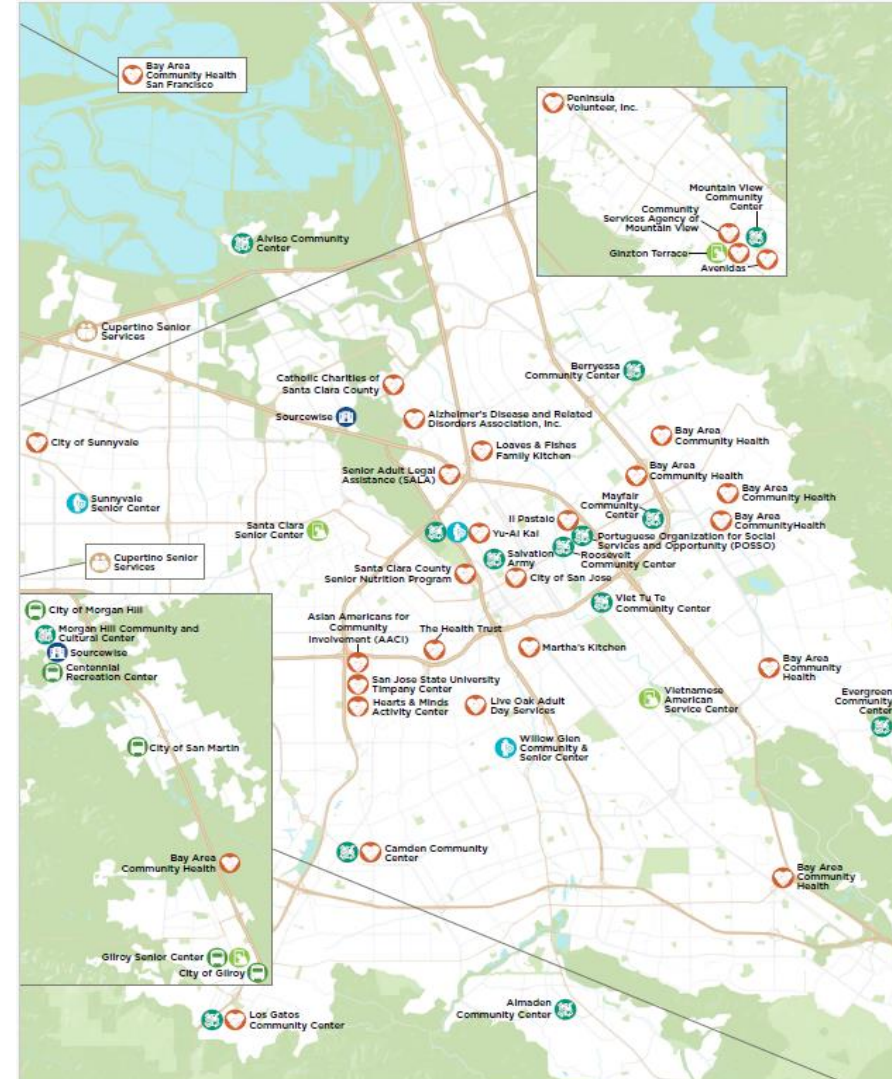 Bay Area
Community Health
San Francisco
Peninsula
Volunteer, Inc.
Mountain View
Community
Center
Community
Services Agency of
Mountain View
Ginzton Terrace
Avenidas
Alviso Community
Center
Cupertino Senior
Services
Berryessa
Community Center
Catholic Charities of
Santa Clara County
Sourcewise
Alzheimer's Disease and Related
Disorders Association, Inc.
City of Sunnyvale
Bay Area
Community Health
Loaves & Fishes
Family Kitchen
Senior Adult Legal
Assistance (SALA)
Bay Area
Community Health
Bay Area
Community Health
Sunnyvale
Senior Center
Mayfair
Community
Center
Bay Area
CommunityHealth
Santa Clara
Senior Center
Yu-Ai Kai
Il Pastaio
Portuguese Organization for Social
Services and Opportunity (POSSO)
Roosevelt
Community Center
Salvation
Army
Cupertino Senior
Services
Santa Clara County
Senior Nutrition Program
City of San Jose
Viet Tu Te
Community Center
City of Morgan Hill
Morgan Hill Community and
Cultural Center
Sourcewise
Centennial
Recreation Center
Asian Americans for
Community
Involvement (AACI)
The Health Trust
Martha's Kitchen
Bay Area
Community
Health
San Jose State University
Timpany Center
Hearts & Minds
Activity Center
Live Oak Adult
Day Services
Vietnamese
American
Service Center
Evergreen
Community
Center
City of San Martin
Willow Glen
Community &
Senior Center
Camden Community
Center
Bay Area
Community Health
Bay Area
Community
Health
Gilroy Senior Center
City of Gilroy
Los Gatos
Community Center
Almaden
Community Center